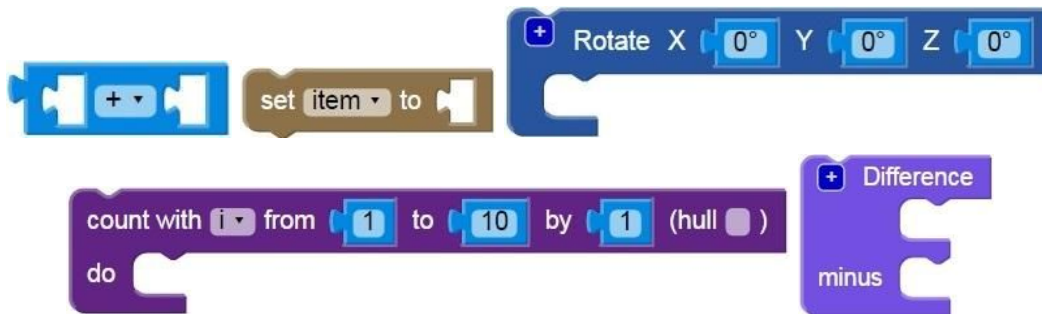 +
set item to
+ Rotate X 0° Y 0° Z 0°
count with i from 1 to 10 by 1 (hull )
do
+ Difference
minus